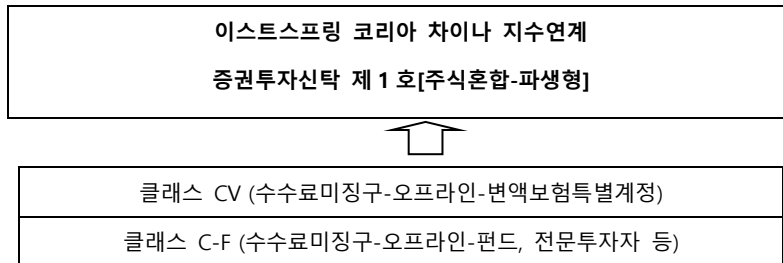 이스트스프링 코리아 차이나 지수연계
증권투자신탁 제 1 호[주식혼합-파생형]
클래스 CV (수수료미징구-오프라인-변액보험특별계정)
클래스 C-F (수수료미징구-오프라인-펀드, 전문투자자 등)